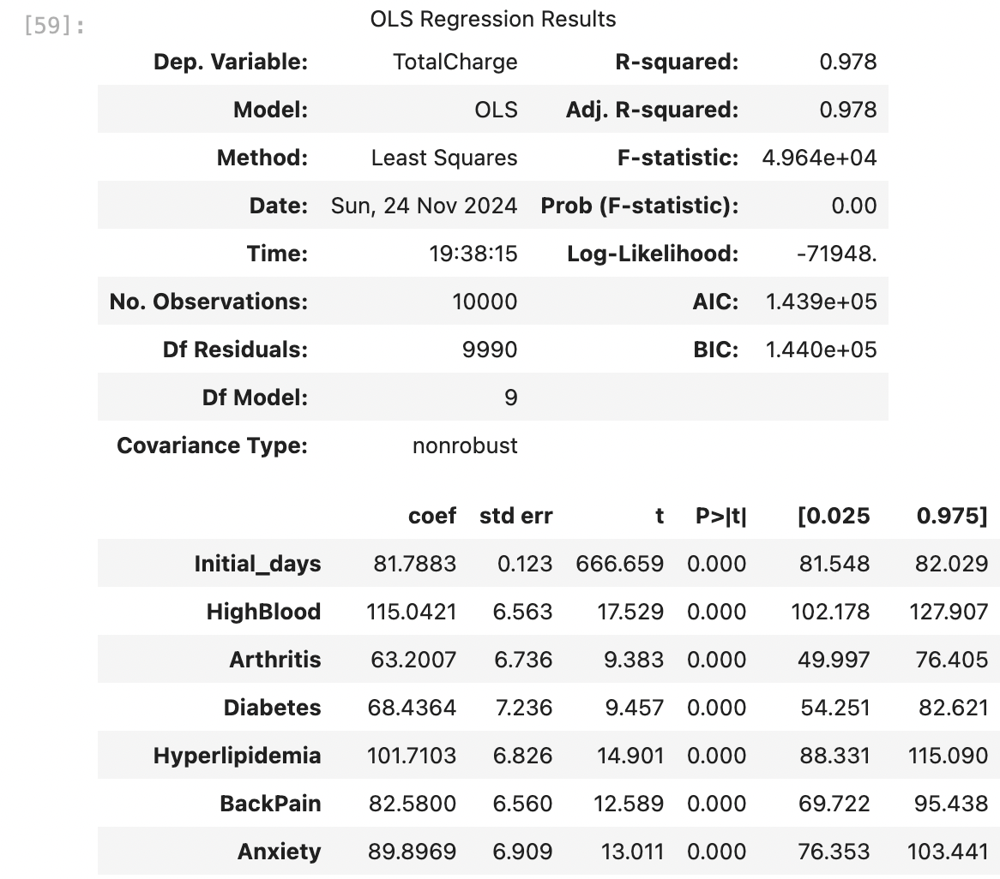 [59]:
OLS Regression Results
Dep. Variable: TotalCharge R-squared: 0.978
Model: OLS Adj. R-squared: 0.978
Method: Least Squares F-statistic: 4.964e+04
Date: Sun, 24 Nov 2024 Prob (F-statistic): 0.00
Time: 19:38:15 Log-Likelihood: -71948.
No. Observations: 10000 AIC: 1.439e+05
Df Residuals: 9990 BIC: 1.440e+05
Df Model: 9
Covariance Type: nonrobust
coef std err t P>|t| [0.025 0.975]
Initial_days 81.7883 0.123 666.659 0.000 81.548 82.029
HighBlood 115.0421 6.563 17.529 0.000 102.178 127.907
Arthritis 63.2007 6.736 9.383 0.000 49.997 76.405
Diabetes 68.4364 7.236 9.457 0.000 54.251 82.621
Hyperlipidemia 101.7103 6.826 14.901 0.000 88.331 115.090
BackPain 82.5800 6.560 12.589 0.000 69.722 95.438
Anxiety 89.8969 6.909 13.011 0.000 76.353 103.441